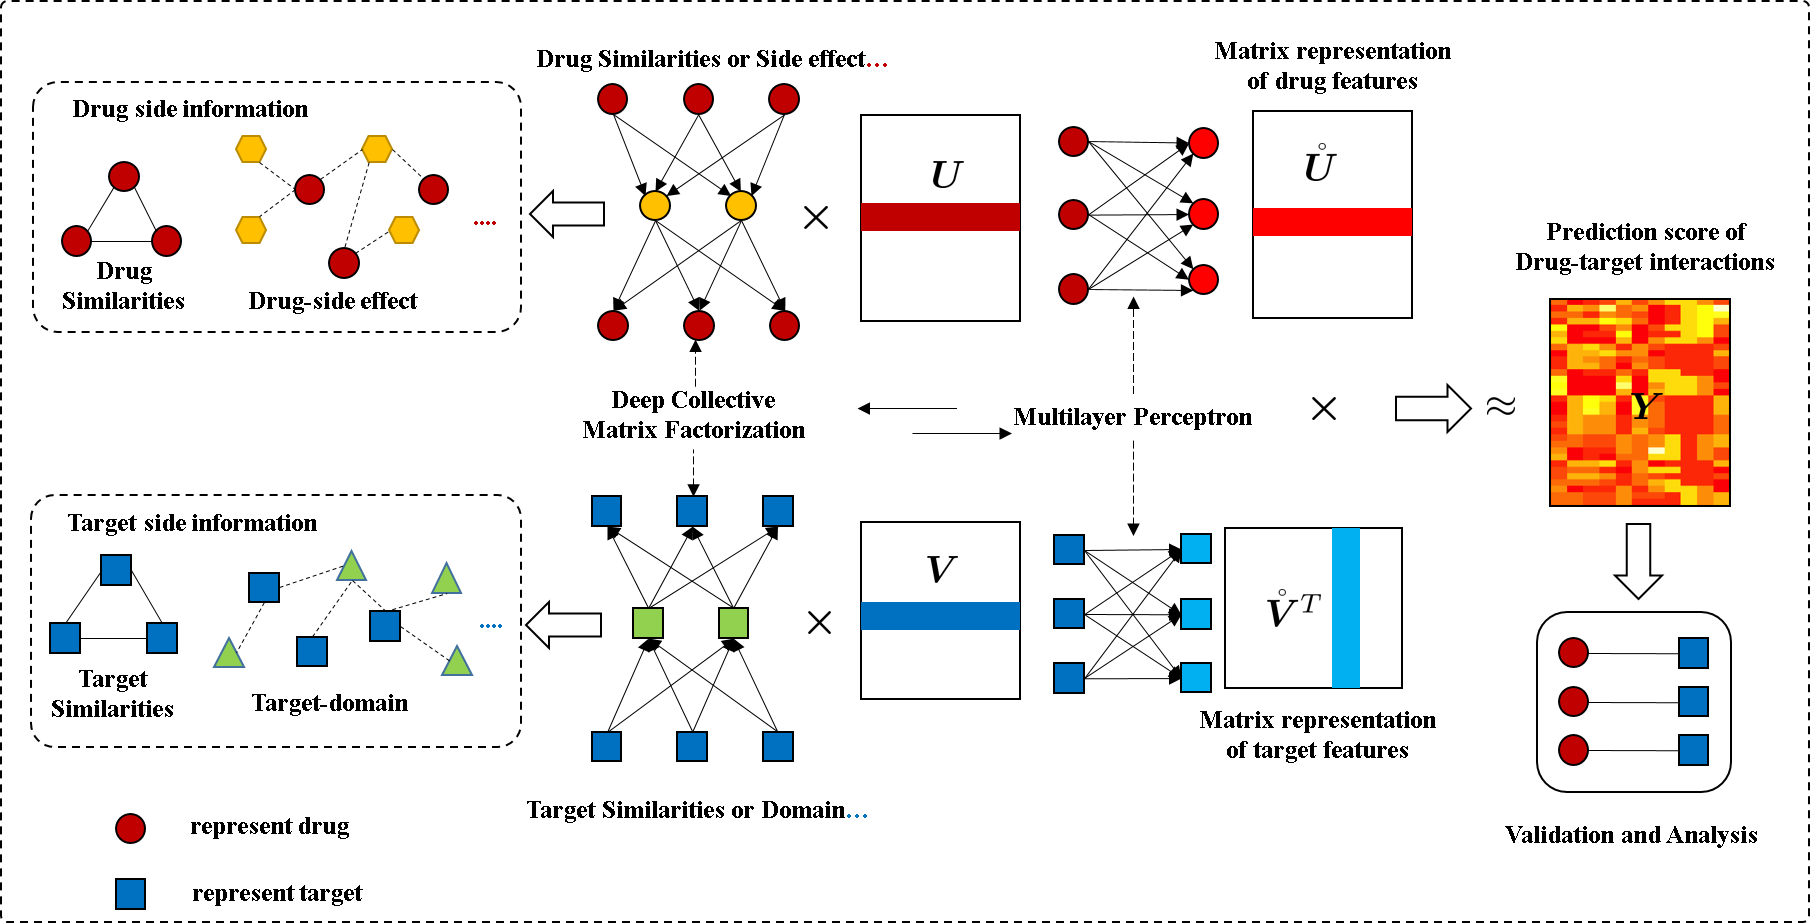 Drug Similarities or Side effect...
Matrix representation
of drug features
Drug side information
Drug
Similarities
Drug-side effect
....
×
U
Ů
Prediction score of
Drug-target interactions
Deep Collective
Matrix Factorization
Multilayer Perceptron
×
≈
Y
Target side information
Target
Similarities
Target-domain
....
×
V
V̊ᵀ
Matrix representation
of target features
Target Similarities or Domain...
represent drug
represent target
Validation and Analysis